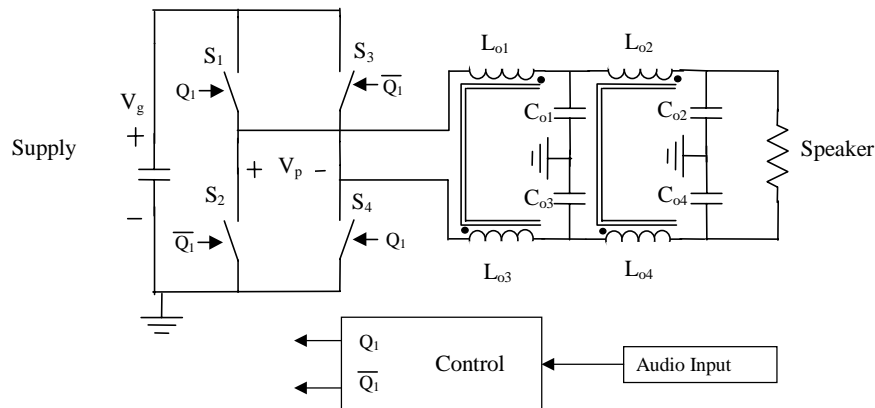 L_o1
L_o2
S_1
S_3
Q_1
Q̅_1
V_g
+
C_o1
C_o2
Supply
+ V_p -
Speaker
-
S_2
S_4
C_o3
C_o4
Q̅_1
Q_1
L_o3
L_o4
Q_1
Q̅_1
Control
Audio Input